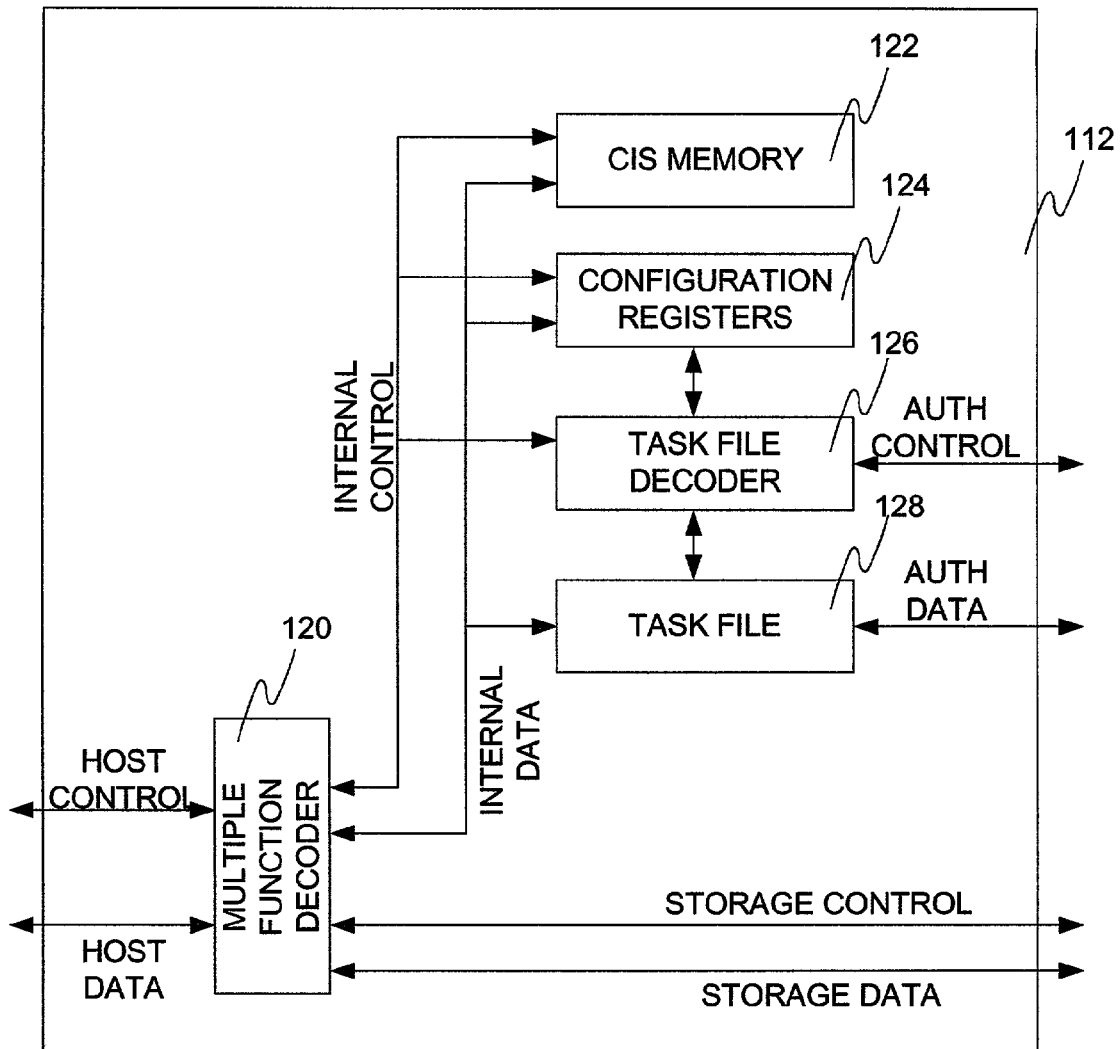 122
CIS MEMORY
112
124
CONFIGURATION
REGISTERS
126
INTERNAL
CONTROL
AUTH
CONTROL
TASK FILE
DECODER
128
AUTH
DATA
TASK FILE
120
INTERNAL
DATA
HOST
CONTROL
MULTIPLE
FUNCTION
DECODER
STORAGE CONTROL
HOST
DATA
STORAGE DATA